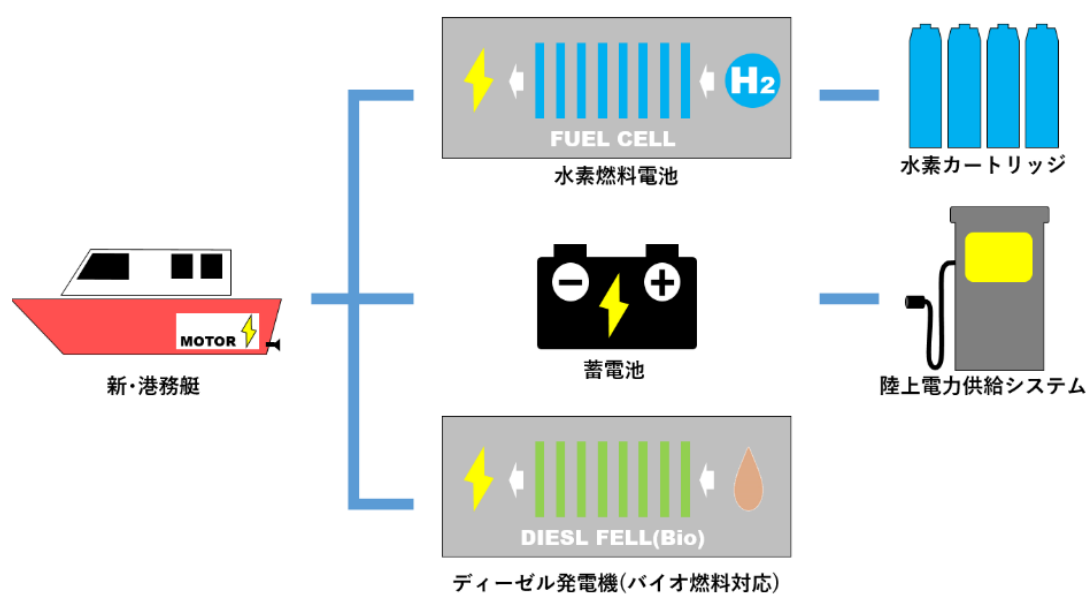 H2
FUEL CELL
水素燃料電池
水素カートリッジ
MOTOR
新・港務艇
蓄電池
陸上電力供給システム
DIESL FELL(Bio)
ディーゼル発電機(バイオ燃料対応)